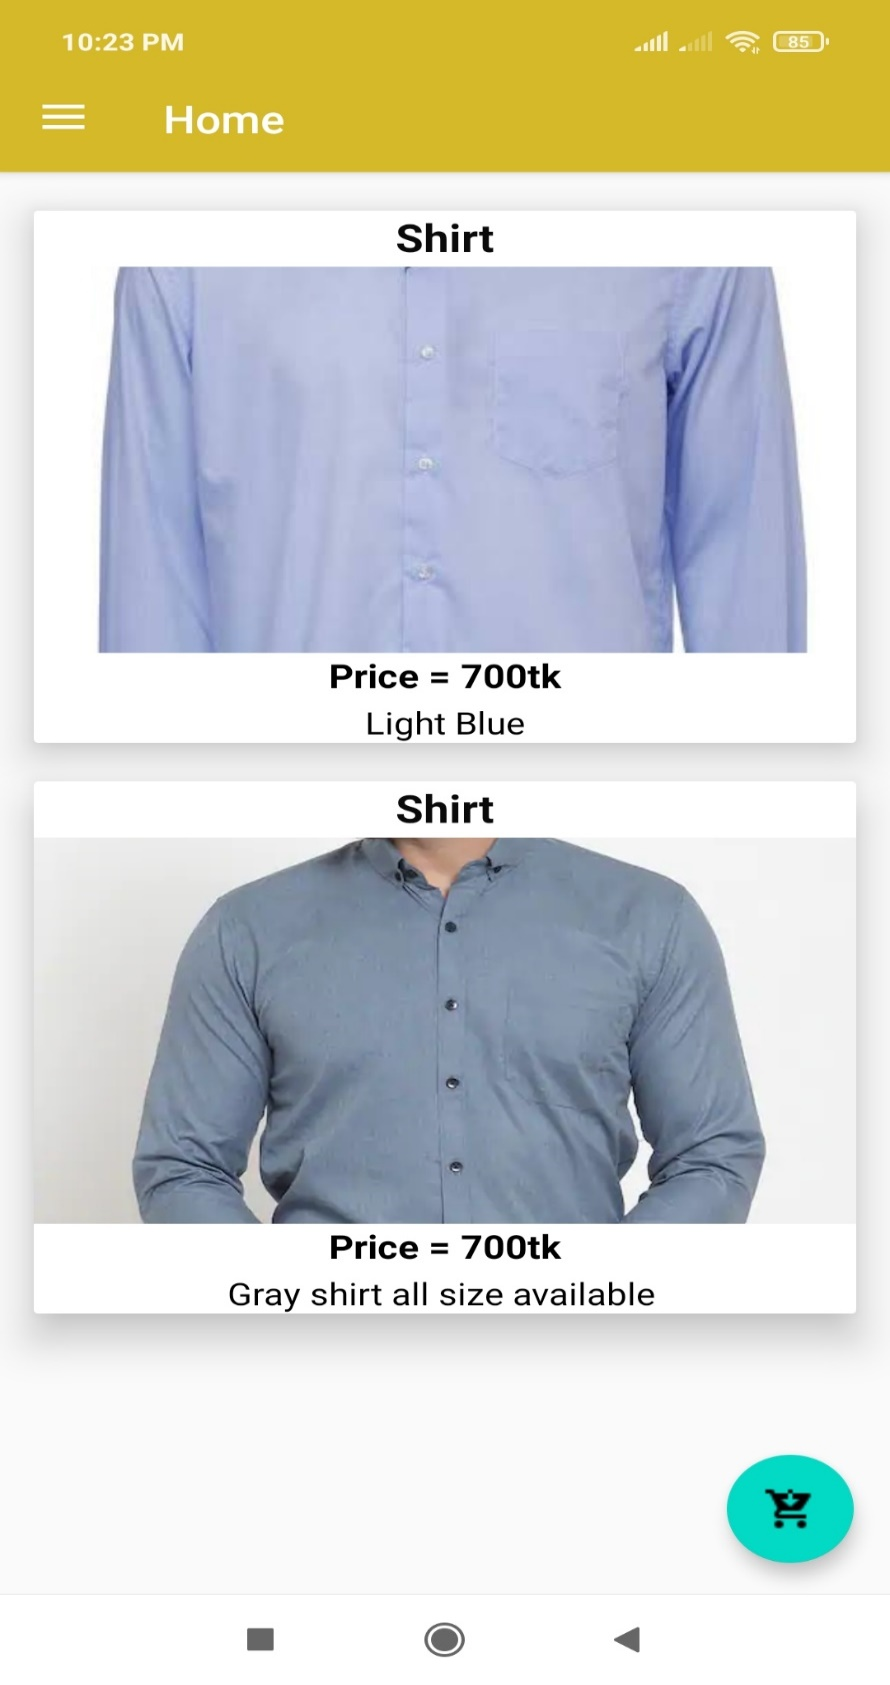 10:23 PM
85
Home
Shirt
Price = 700tk
Light Blue
Shirt
Price = 700tk
Gray shirt all size available